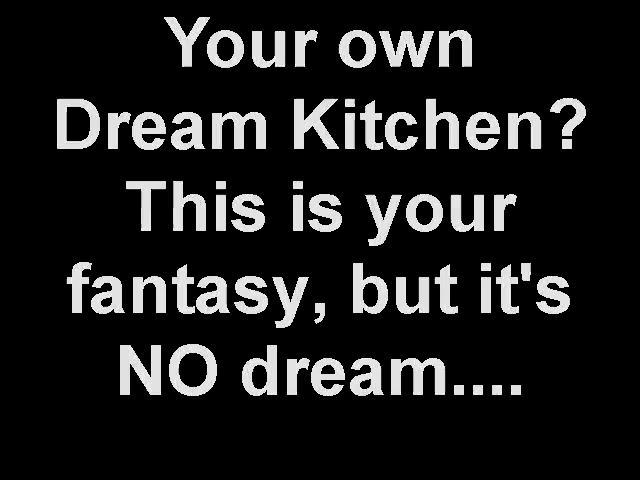 Your own
Dream Kitchen?
This is your
fantasy, but it's
NO dream....